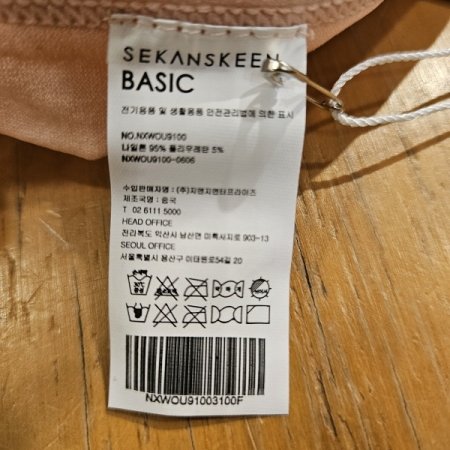 SEKANSKEEN
BASIC
전기용품 및 생활용품 안전관리법에 의한 표시
NO.NXWOU9100
나일론 95% 폴리우레탄 5%
NXWOU9100-0606
수입판매자명 : (주)지엔지엔터프라이즈
제조국명 : 중국
T 02 6111 5000
HEAD OFFICE
전라북도 익산시 남산면 미륵사지로 903-13
SEOUL OFFICE
서울특별시 용산구 이태원로54길 20
NXWOU91003100F